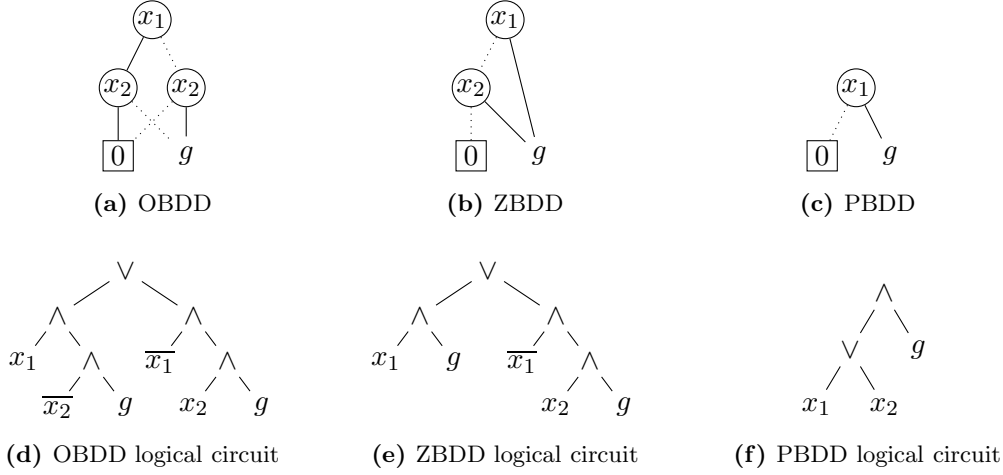 x₁ x₁
x₂ x₂ x₂ x₁
0 g 0 g 0 g
(a) OBDD (b) ZBDD (c) PBDD
∨ ∨
∧ ∧ ∧ ∧ ∧
x₁ ∧ x̅₁̅ ∧ x₁ g x̅₁̅ ∧ ∨ g
x̅₂̅ g x₂ g x₂ g x₁ x₂
(d) OBDD logical circuit (e) ZBDD logical circuit (f) PBDD logical circuit